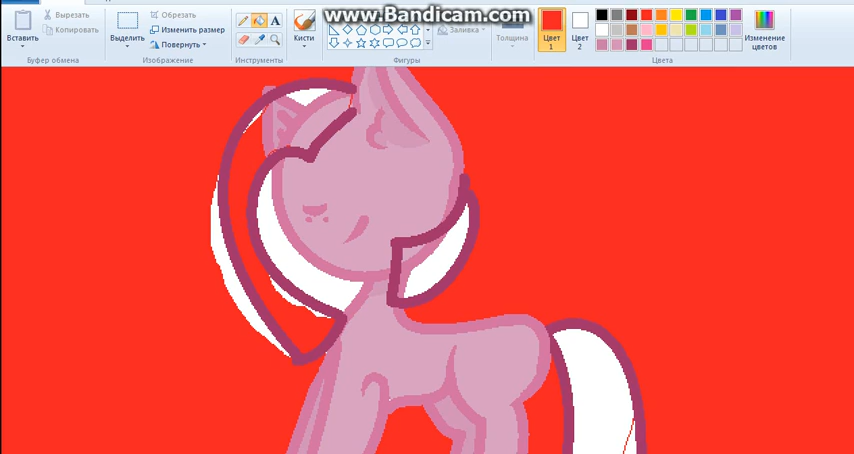 www.Bandicam.com
Вставить
Вырезать
Копировать
Буфер обмена
Выделить
Обрезать
Изменить размер
Повернуть
Изображение
A
Инструменты
Кисти
Заливка
Фигуры
Толщина
Цвет 1
Цвет 2
Изменение цветов
Цвета